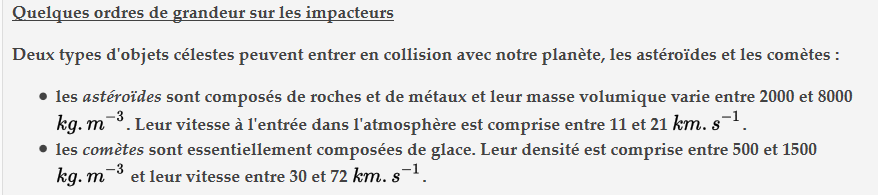 Quelques ordres de grandeur sur les impacteurs
Deux types d'objets célestes peuvent entrer en collision avec notre planète, les astéroïdes et les comètes :
• les astéroïdes sont composés de roches et de métaux et leur masse volumique varie entre 2000 et 8000
kg. m⁻³. Leur vitesse à l'entrée dans l'atmosphère est comprise entre 11 et 21 km. s⁻¹.
• les comètes sont essentiellement composées de glace. Leur densité est comprise entre 500 et 1500
kg. m⁻³ et leur vitesse entre 30 et 72 km. s⁻¹.